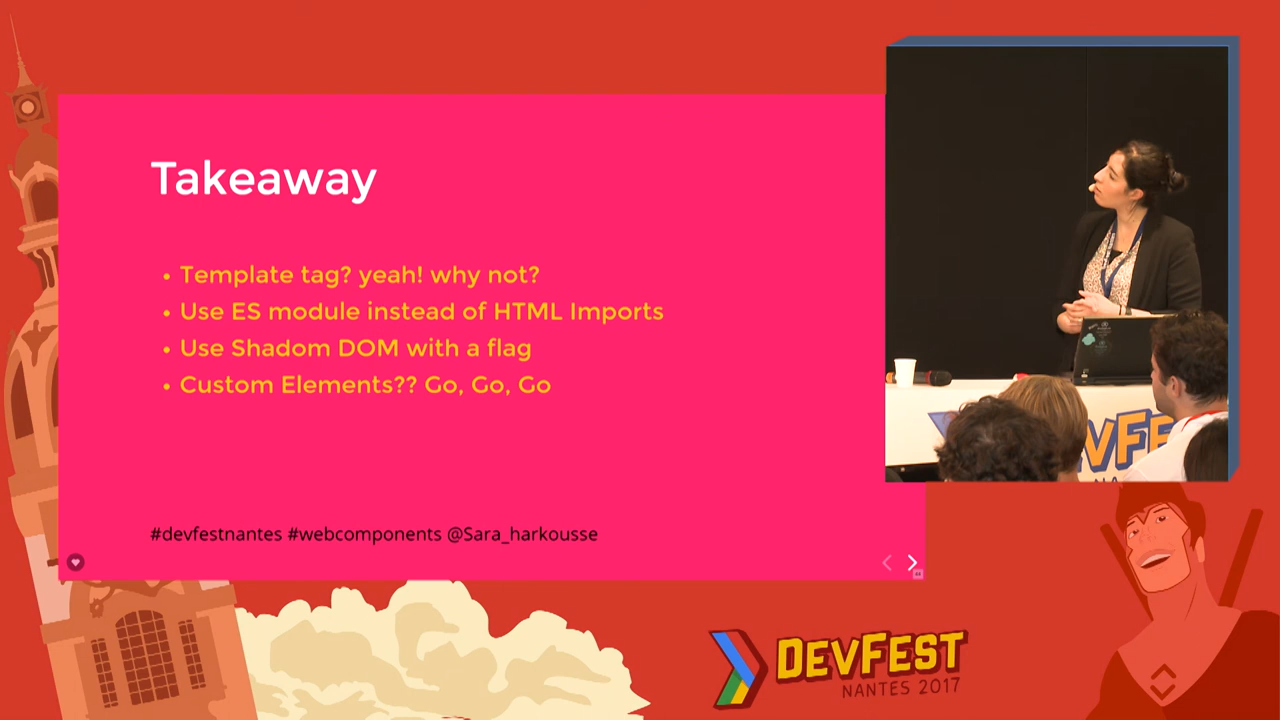 Takeaway
Template tag? yeah! why not?
Use ES module instead of HTML Imports
Use Shadom DOM with a flag
Custom Elements?? Go, Go, Go
#devfestnantes #webcomponents @Sara_harkousse
DEVFEST
NANTES 2017